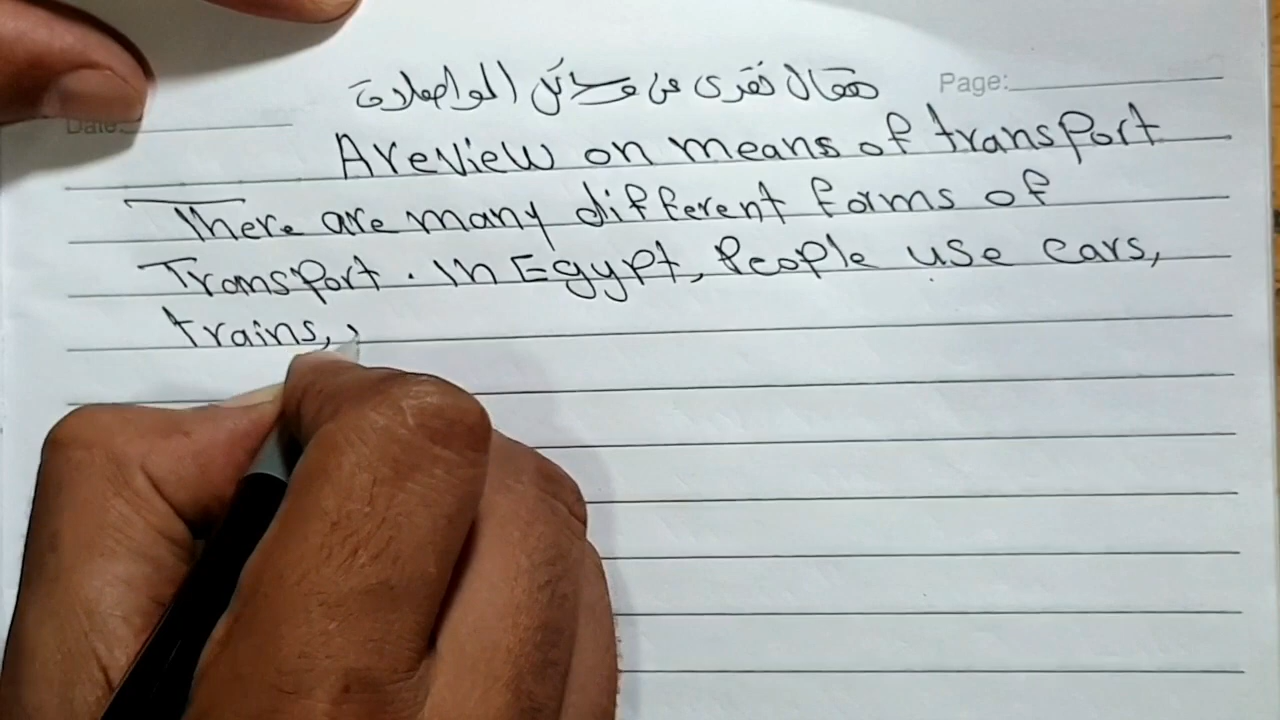 مقال نقدى عن وسائل المواصلات
Page:
Date:
A review on means of transport
There are many different forms of
Transport. In Egypt, People use cars,
trains,